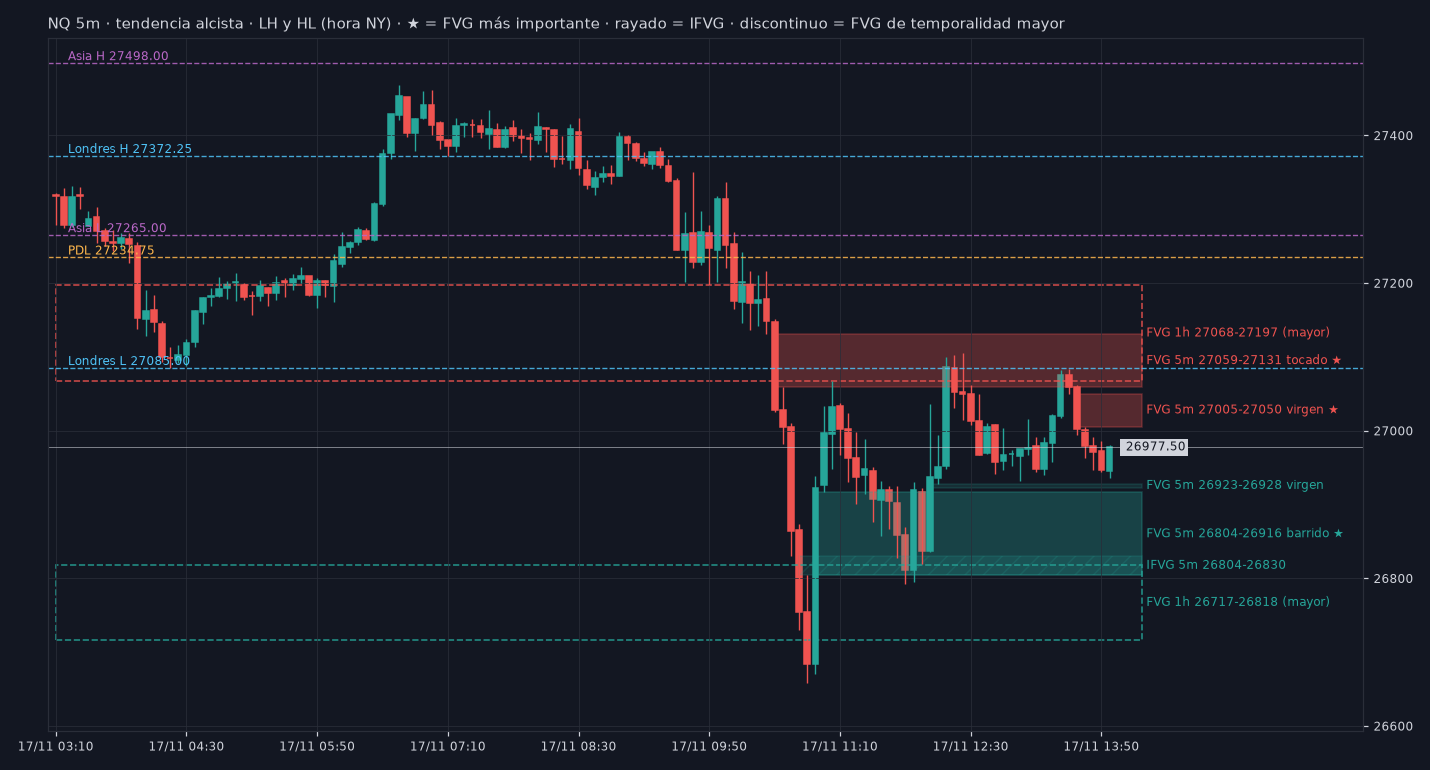 NQ 5m · tendencia alcista · LH y HL (hora NY) · ★ = FVG más importante · rayado = IFVG · discontinuo = FVG de temporalidad mayor
Asia H 27498.00
27400
Londres H 27372.25
Asia L 27265.00
PDL 27234.75
27200
FVG 1h 27068-27197 (mayor)
Londres L 27085.00
FVG 5m 27059-27131 tocado ★
FVG 5m 27005-27050 virgen ★
27000
26977.50
FVG 5m 26923-26928 virgen
FVG 5m 26804-26916 barrido ★
IFVG 5m 26804-26830
26800
FVG 1h 26717-26818 (mayor)
26600
17/11 03:10 17/11 04:30 17/11 05:50 17/11 07:10 17/11 08:30 17/11 09:50 17/11 11:10 17/11 12:30 17/11 13:50